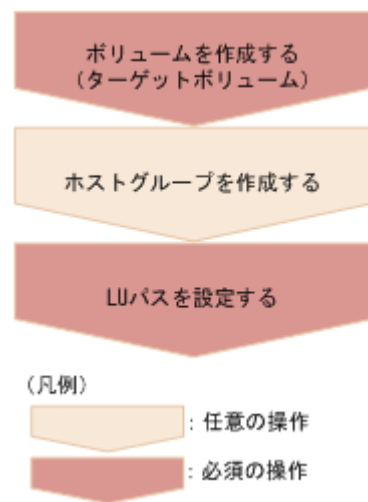 ボリュームを作成する
(ターゲットボリューム)
ホストグループを作成する
LUパスを設定する
(凡例)
: 任意の操作
: 必須の操作